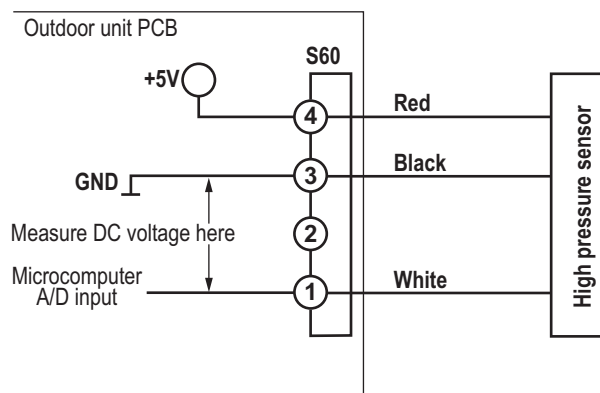 Outdoor unit PCB
S60
+5V
4
Red
GND
3
Black
Measure DC voltage here
2
Microcomputer
A/D input
1
White
High pressure sensor